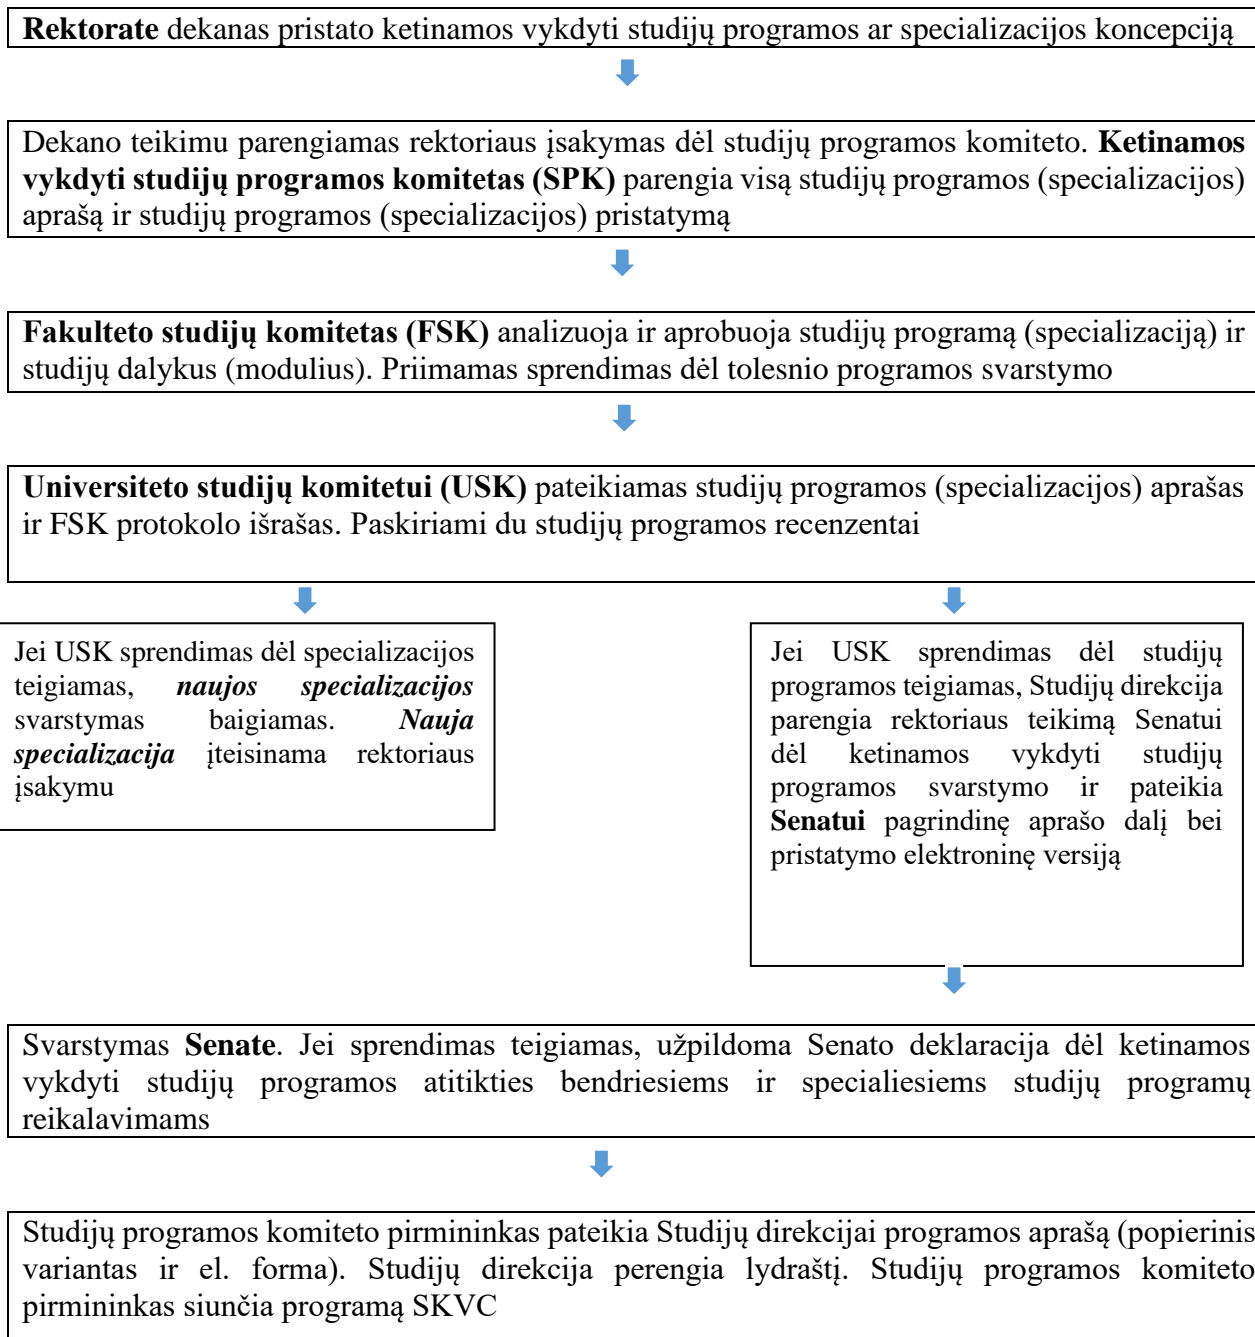 Rektorate dekanas pristato ketinamos vykdyti studijų programos ar specializacijos koncepciją
Dekano teikimu parengiamas rektoriaus įsakymas dėl studijų programos komiteto. Ketinamos
vykdyti studijų programos komitetas (SPK) parengia visą studijų programos (specializacijos)
aprašą ir studijų programos (specializacijos) pristatymą
Fakulteto studijų komitetas (FSK) analizuoja ir aprobuoja studijų programą (specializaciją) ir
studijų dalykus (modulius). Priimamas sprendimas dėl tolesnio programos svarstymo
Universiteto studijų komitetui (USK) pateikiamas studijų programos (specializacijos) aprašas
ir FSK protokolo išrašas. Paskiriami du studijų programos recenzentai
Jei USK sprendimas dėl specializacijos
teigiamas, naujos specializacijos
svarstymas baigiamas. Nauja
specializacija įteisinama rektoriaus
įsakymu
Jei USK sprendimas dėl studijų
programos teigiamas, Studijų direkcija
parengia rektoriaus teikimą Senatui
dėl ketinamos vykdyti studijų
programos svarstymo ir pateikia
Senatui pagrindinę aprašo dalį bei
pristatymo elektroninę versiją
Svarstymas Senate. Jei sprendimas teigiamas, užpildoma Senato deklaracija dėl ketinamos
vykdyti studijų programos atitikties bendriesiems ir specialiesiems studijų programų
reikalavimams
Studijų programos komiteto pirmininkas pateikia Studijų direkcijai programos aprašą (popierinis
variantas ir el. forma). Studijų direkcija perengia lydraštį. Studijų programos komiteto
pirmininkas siunčia programą SKVC